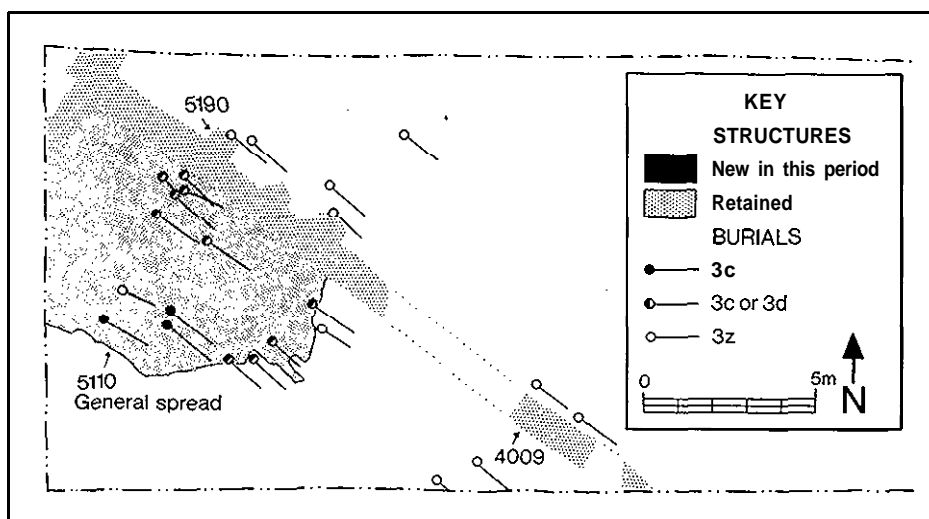 5190
5110
General spread
4009
KEY
STRUCTURES
New in this period
Retained
BURIALS
3c
3c or 3d
3z
0 5m
N